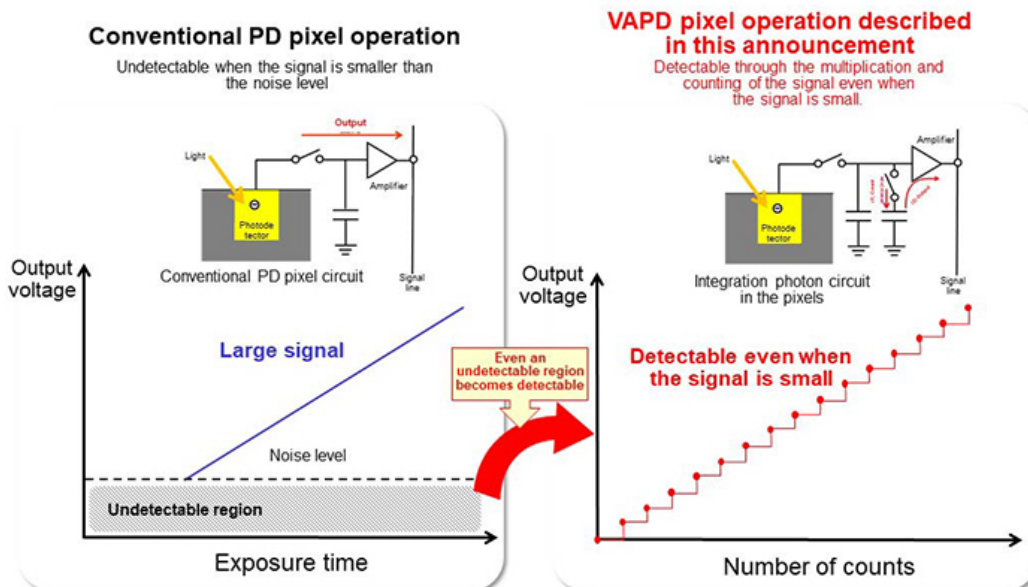 Conventional PD pixel operation
Undetectable when the signal is smaller than
the noise level
Output
Light
Amplifier
Photode
tector
Conventional PD pixel circuit
Signal
line
Output
voltage
Large signal
Noise level
Undetectable region
Exposure time
Even an
undetectable region
becomes detectable
VAPD pixel operation described
in this announcement
Detectable through the multiplication and
counting of the signal even when
the signal is small.
Amplifier
Light
Photode
tector
Integration photon circuit
in the pixels
Signal
line
Output
voltage
Detectable even when
the signal is small
Number of counts